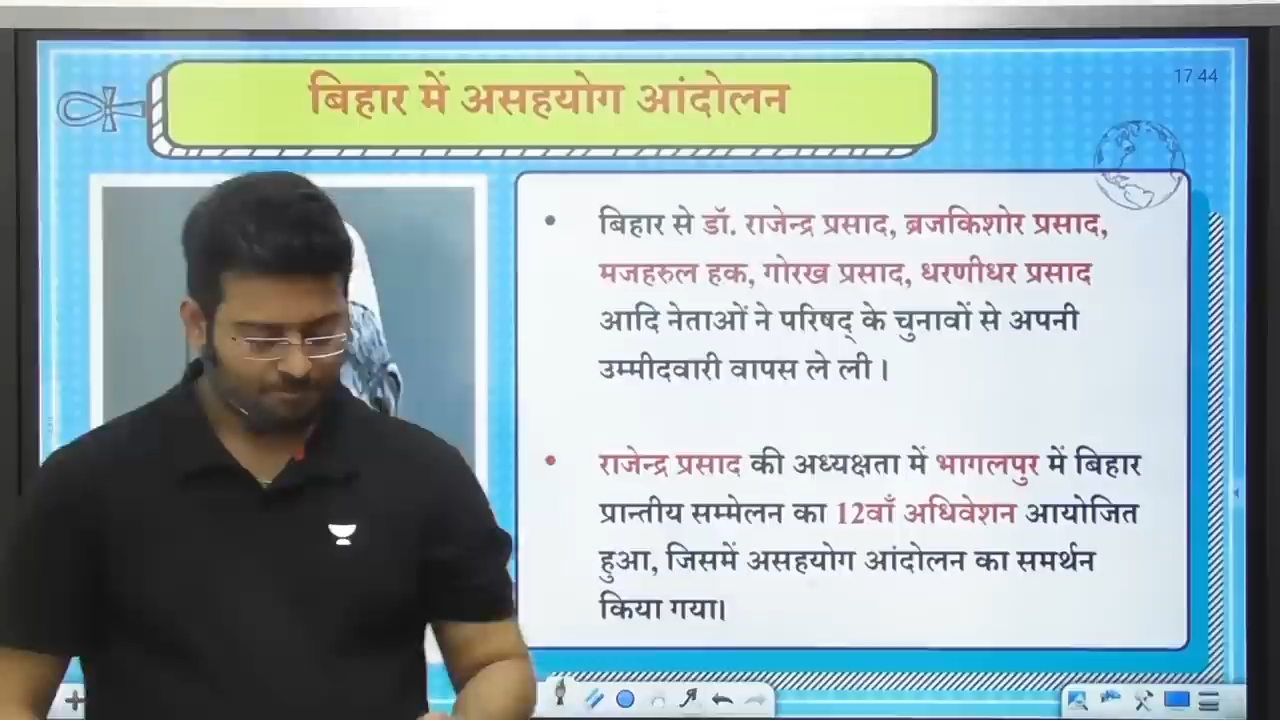 बिहार में असहयोग आंदोलन
17 44
• बिहार से डॉ. राजेन्द्र प्रसाद, ब्रजकिशोर प्रसाद,
मजहरुल हक, गोरख प्रसाद, धरणीधर प्रसाद
आदि नेताओं ने परिषद् के चुनावों से अपनी
उम्मीदवारी वापस ले ली।
• राजेन्द्र प्रसाद की अध्यक्षता में भागलपुर में बिहार
प्रान्तीय सम्मेलन का 12वाँ अधिवेशन आयोजित
हुआ, जिसमें असहयोग आंदोलन का समर्थन
किया गया।